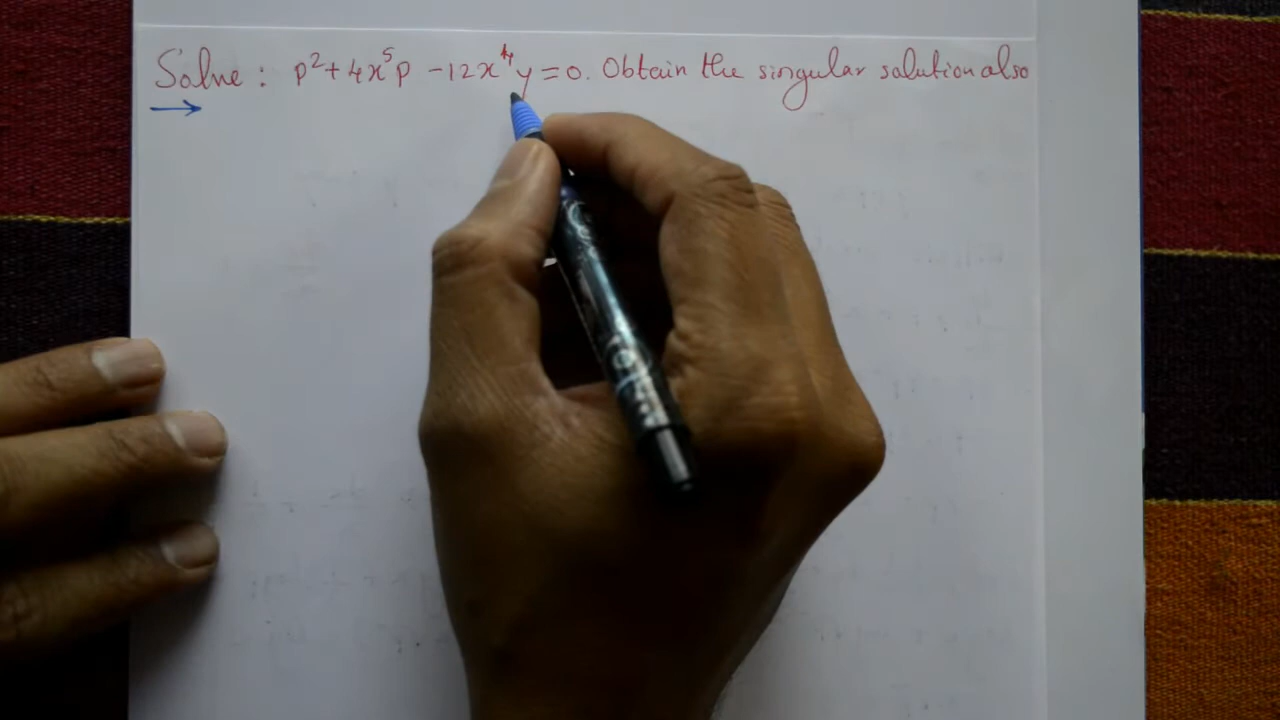 Solve : p²+4x⁵p -12x⁴y = 0. Obtain the singular solution also